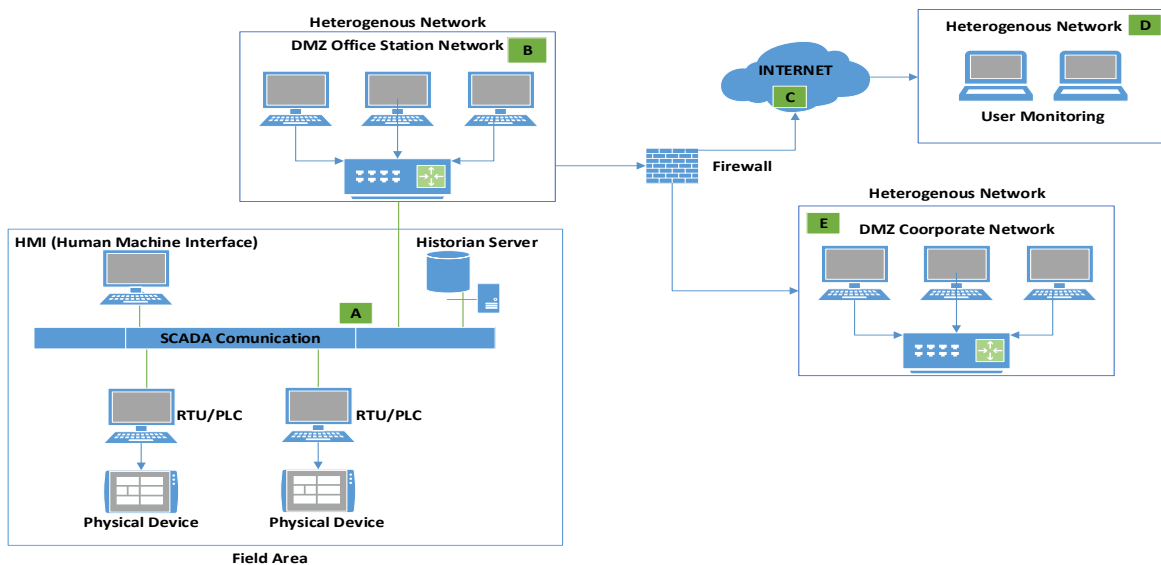 Heterogenous Network
DMZ Office Station Network
B
INTERNET
C
Heterogenous Network
D
User Monitoring
Firewall
Heterogenous Network
E
DMZ Coorporate Network
HMI (Human Machine Interface)
Historian Server
A
SCADA Comunication
RTU/PLC
RTU/PLC
Physical Device
Physical Device
Field Area